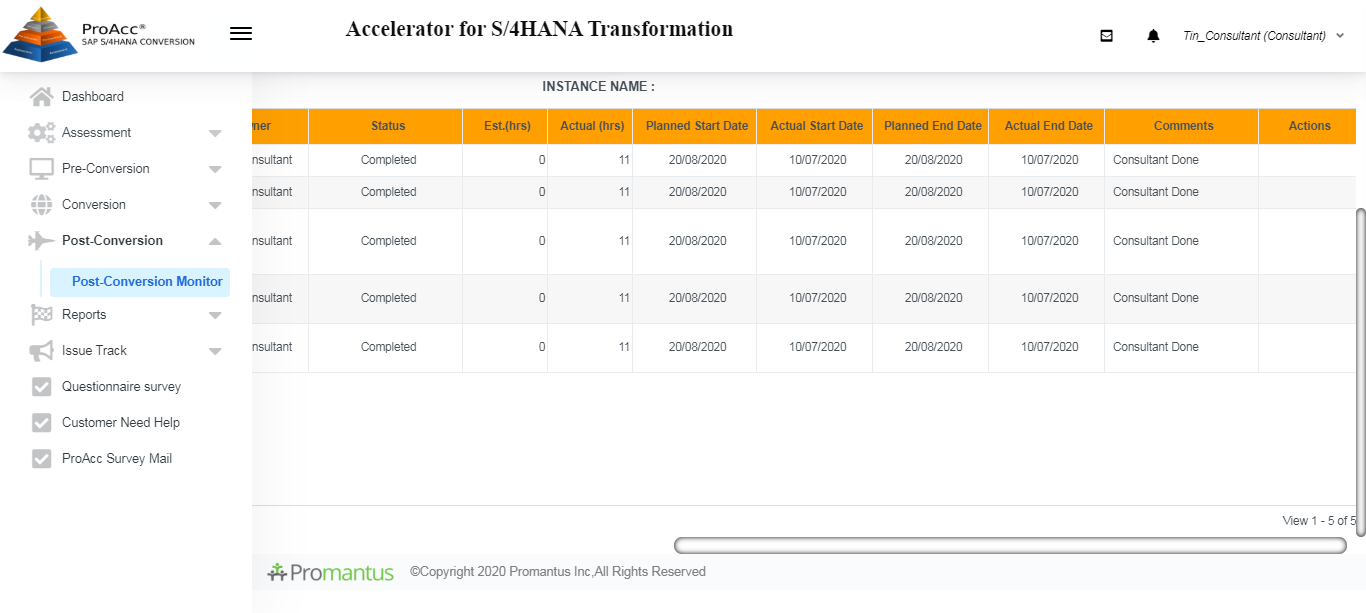 ProAcc®
SAP S/4HANA CONVERSION
Accelerator for S/4HANA Transformation
Tin_Consultant (Consultant)
INSTANCE NAME :
Dashboard
Assessment
Pre-Conversion
Conversion
Post-Conversion
Post-Conversion Monitor
Reports
Issue Track
Questionnaire survey
Customer Need Help
ProAcc Survey Mail
ner Status Est.(hrs) Actual (hrs) Planned Start Date Actual Start Date Planned End Date Actual End Date Comments Actions
nsultant Completed 0 11 20/08/2020 10/07/2020 20/08/2020 10/07/2020 Consultant Done
nsultant Completed 0 11 20/08/2020 10/07/2020 20/08/2020 10/07/2020 Consultant Done
nsultant Completed 0 11 20/08/2020 10/07/2020 20/08/2020 10/07/2020 Consultant Done
nsultant Completed 0 11 20/08/2020 10/07/2020 20/08/2020 10/07/2020 Consultant Done
nsultant Completed 0 11 20/08/2020 10/07/2020 20/08/2020 10/07/2020 Consultant Done
View 1 - 5 of 5
Promantus ©Copyright 2020 Promantus Inc,All Rights Reserved